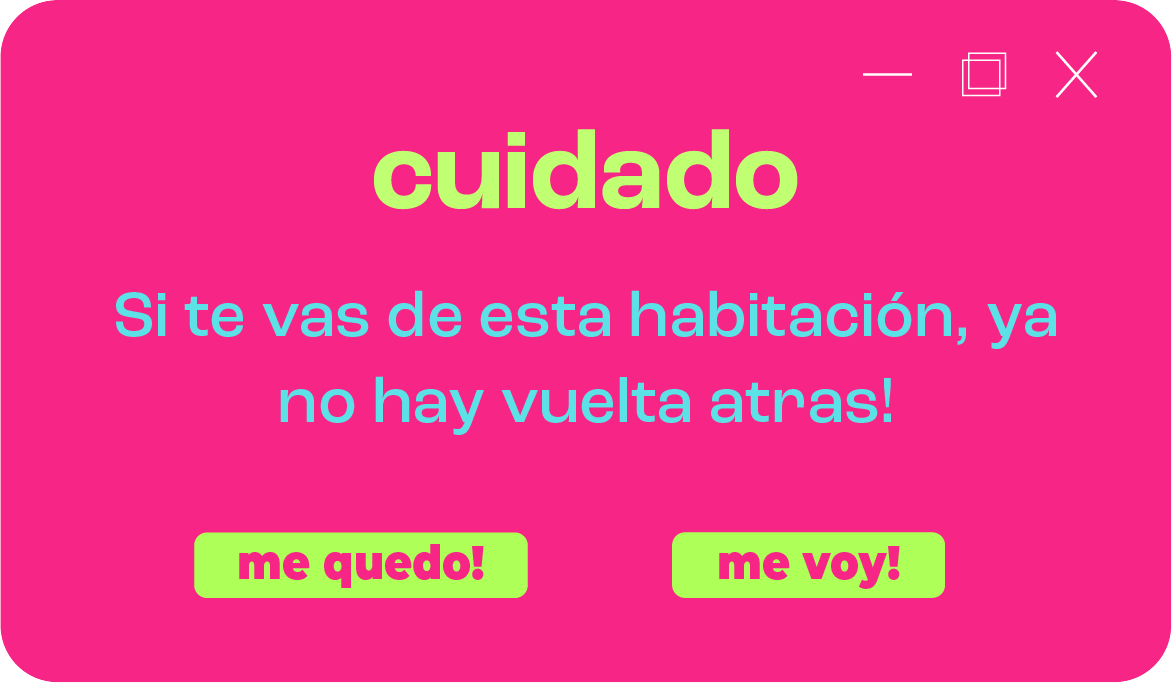 cuidado
Si te vas de esta habitación, ya
no hay vuelta atras!
me quedo!
me voy!